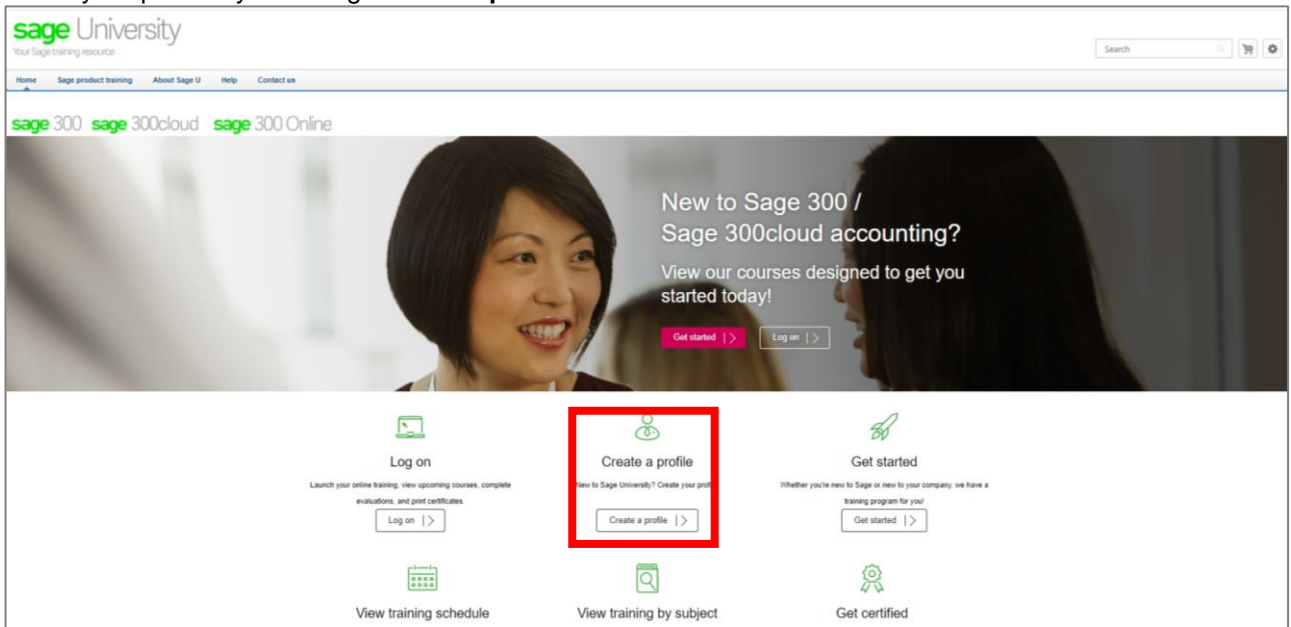 sage University
Your Sage training resource
Search
Home Sage product training About Sage U Help Contact us
sage 300 sage 300cloud sage 300 Online
New to Sage 300 /
Sage 300cloud accounting?
View our courses designed to get you
started today!
Get started | > Log on | >
Log on
Launch your online training, view upcoming courses, complete
evaluations, and print certificates.
Log on | >
Create a profile
New to Sage University? Create your
Create a profile | >
Get started
Whether you're new to Sage or new to your company, we have a
training program for you!
Get started | >
View training schedule
View training by subject
Get certified